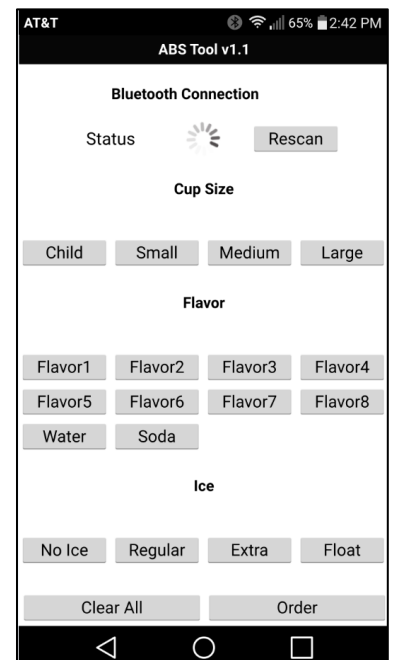 AT&T 65% 2:42 PM
ABS Tool v1.1
Bluetooth Connection
Status Rescan
Cup Size
Child Small Medium Large
Flavor
Flavor1 Flavor2 Flavor3 Flavor4
Flavor5 Flavor6 Flavor7 Flavor8
Water Soda
Ice
No Ice Regular Extra Float
Clear All Order